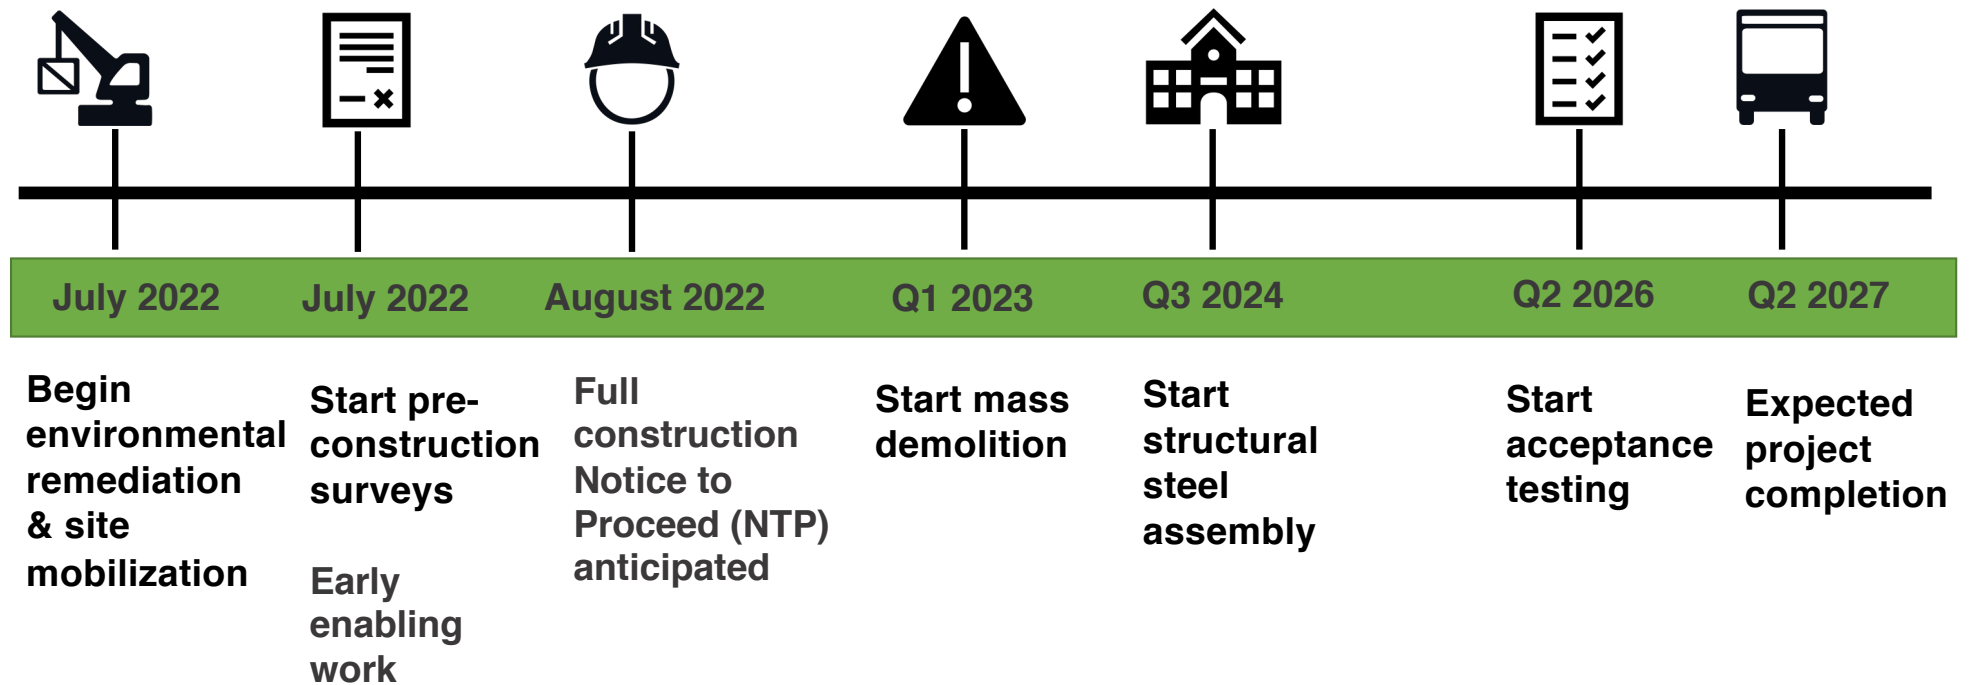 July 2022
July 2022
August 2022
Q1 2023
Q3 2024
Q2 2026
Q2 2027
Begin
environmental
remediation
& site
mobilization
Start pre-
construction
surveys
Early
enabling
work
Full
construction
Notice to
Proceed (NTP)
anticipated
Start mass
demolition
Start
structural
steel
assembly
Start
acceptance
testing
Expected
project
completion